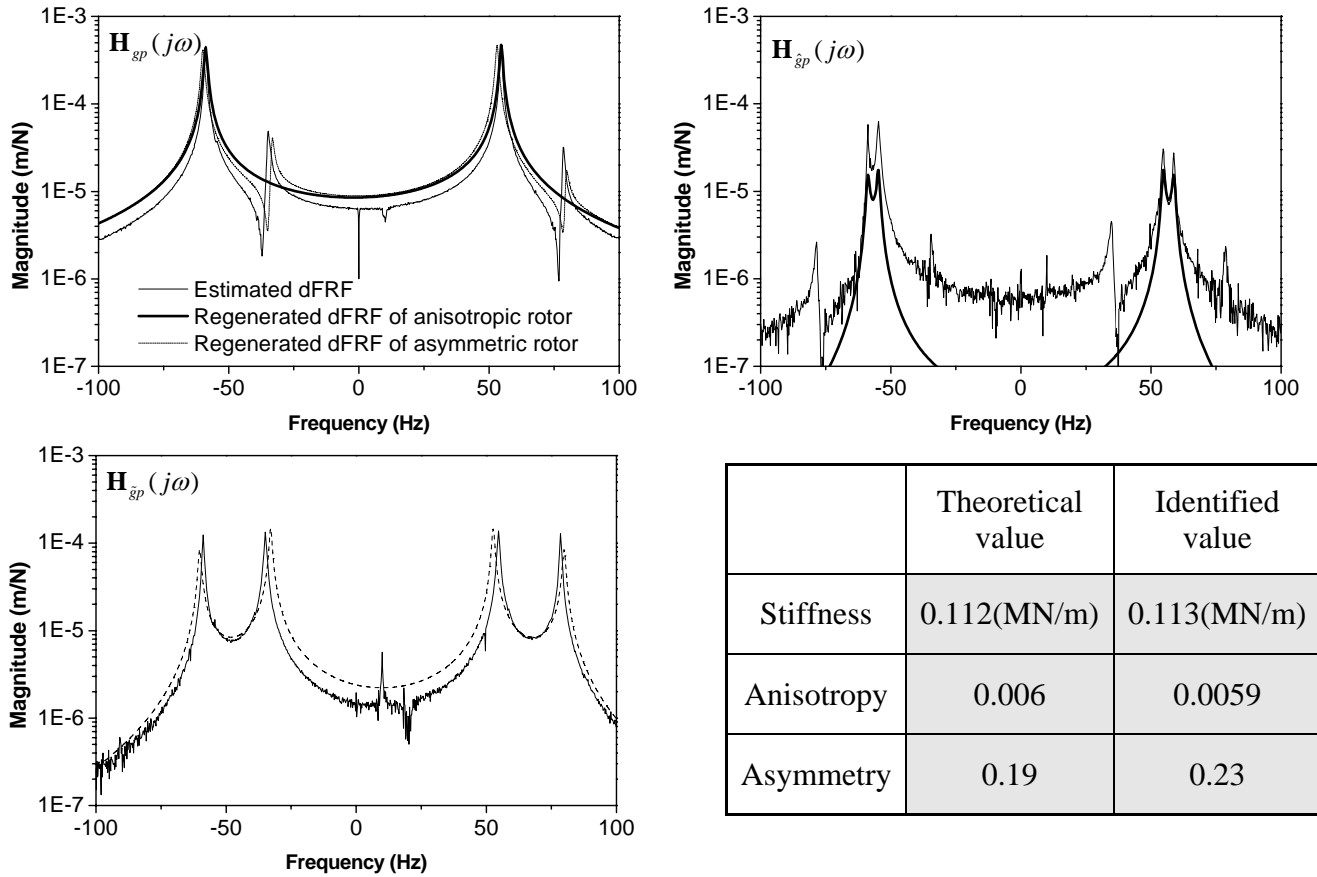 H_gp(jω)
Magnitude (m/N)
1E-3
1E-4
1E-5
1E-6
1E-7
Estimated dFRF
Regenerated dFRF of anisotropic rotor
Regenerated dFRF of asymmetric rotor
-100 -50 0 50 100
Frequency (Hz)
H_ĝp(jω)
Magnitude (m/N)
1E-3
1E-4
1E-5
1E-6
1E-7
-100 -50 0 50 100
Frequency (Hz)
H_g̃p(jω)
Magnitude (m/N)
1E-3
1E-4
1E-5
1E-6
1E-7
-100 -50 0 50 100
Frequency (Hz)
Theoretical value Identified value
Stiffness 0.112(MN/m) 0.113(MN/m)
Anisotropy 0.006 0.0059
Asymmetry 0.19 0.23